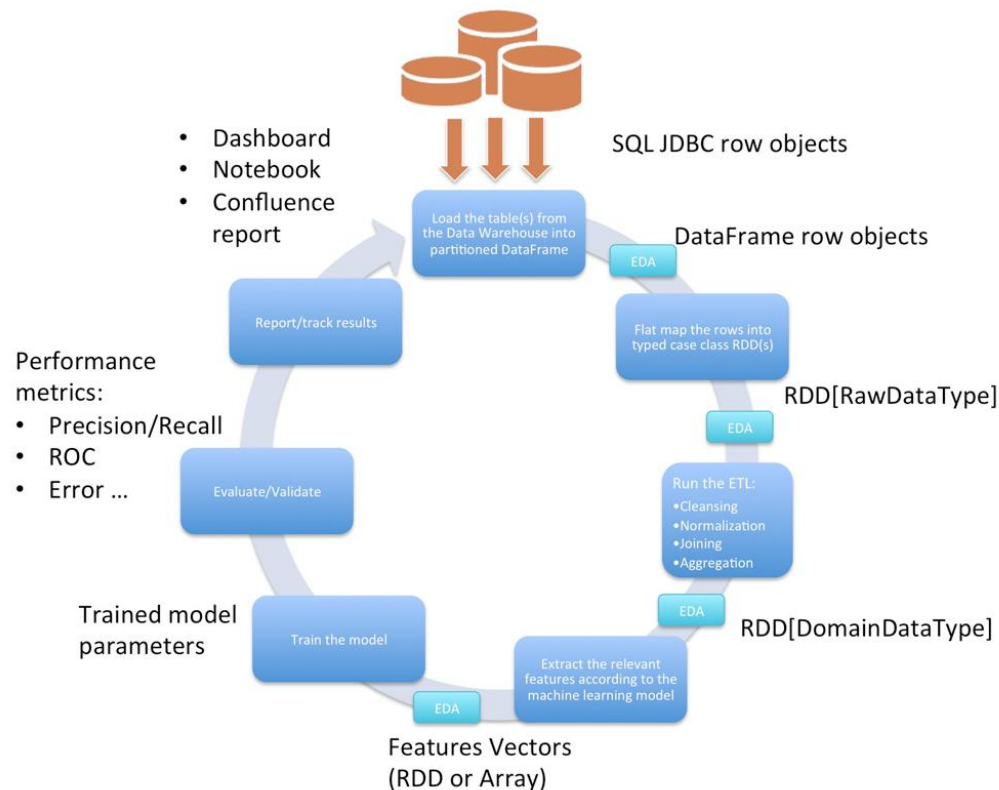 SQL JDBC row objects
• Dashboard
• Notebook
• Confluence
report
Load the table(s) from
the Data Warehouse into
partitioned DataFrame
DataFrame row objects
EDA
Flat map the rows into
typed case class RDD(s)
RDD[RawDataType]
EDA
Run the ETL:
•Cleansing
•Normalization
•Joining
•Aggregation
EDA
RDD[DomainDataType]
Extract the relevant
features according to the
machine learning model
EDA
Features Vectors
(RDD or Array)
Train the model
Trained model
parameters
Evaluate/Validate
Performance
metrics:
• Precision/Recall
• ROC
• Error ...
Report/track results